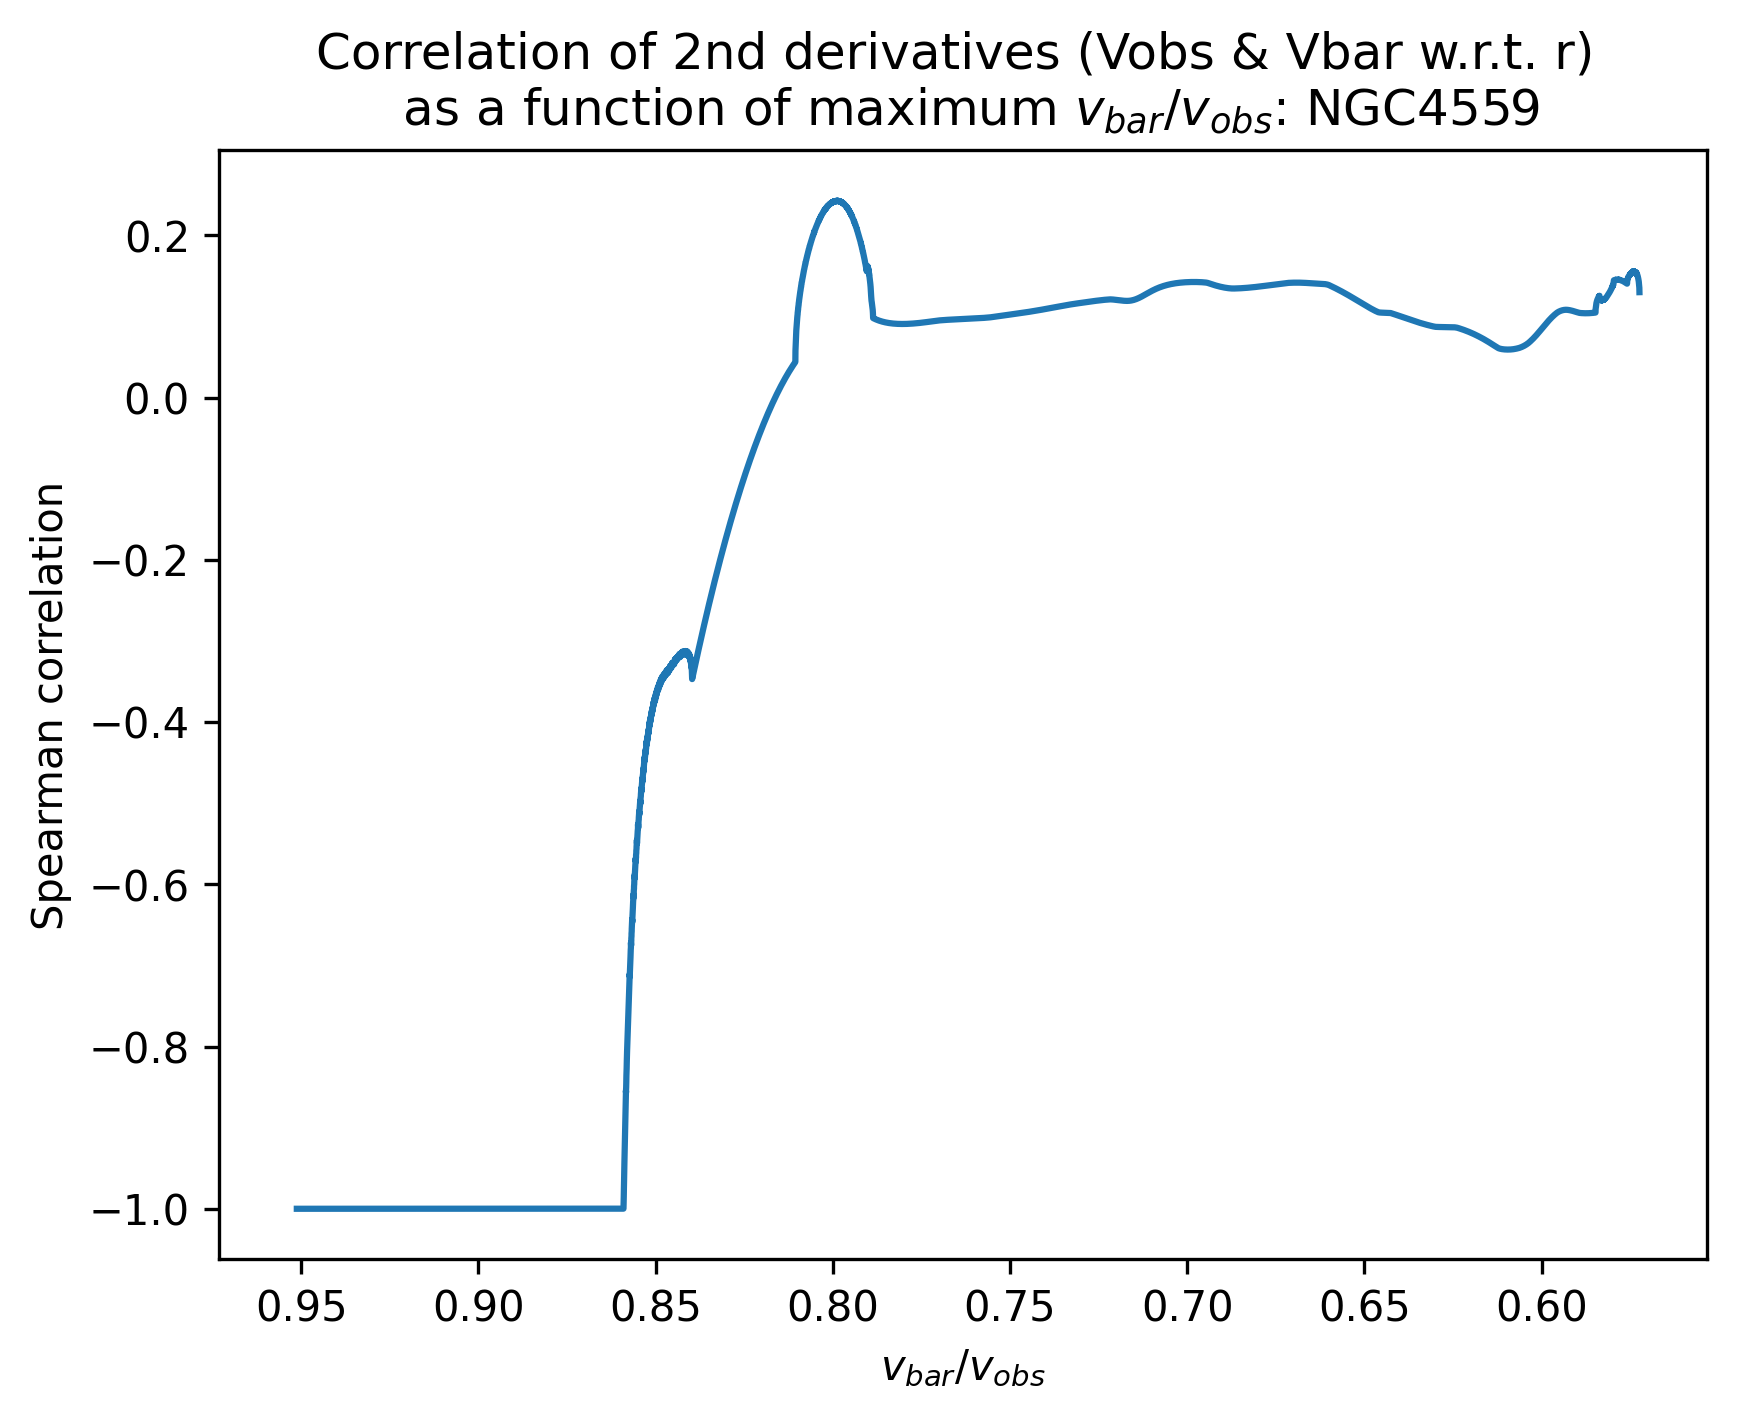 Correlation of 2nd derivatives (Vobs & Vbar w.r.t. r)
as a function of maximum v_bar/v_obs: NGC4559
Spearman correlation
0.2
0.0
−0.2
−0.4
−0.6
−0.8
−1.0
0.95 0.90 0.85 0.80 0.75 0.70 0.65 0.60
v_bar/v_obs